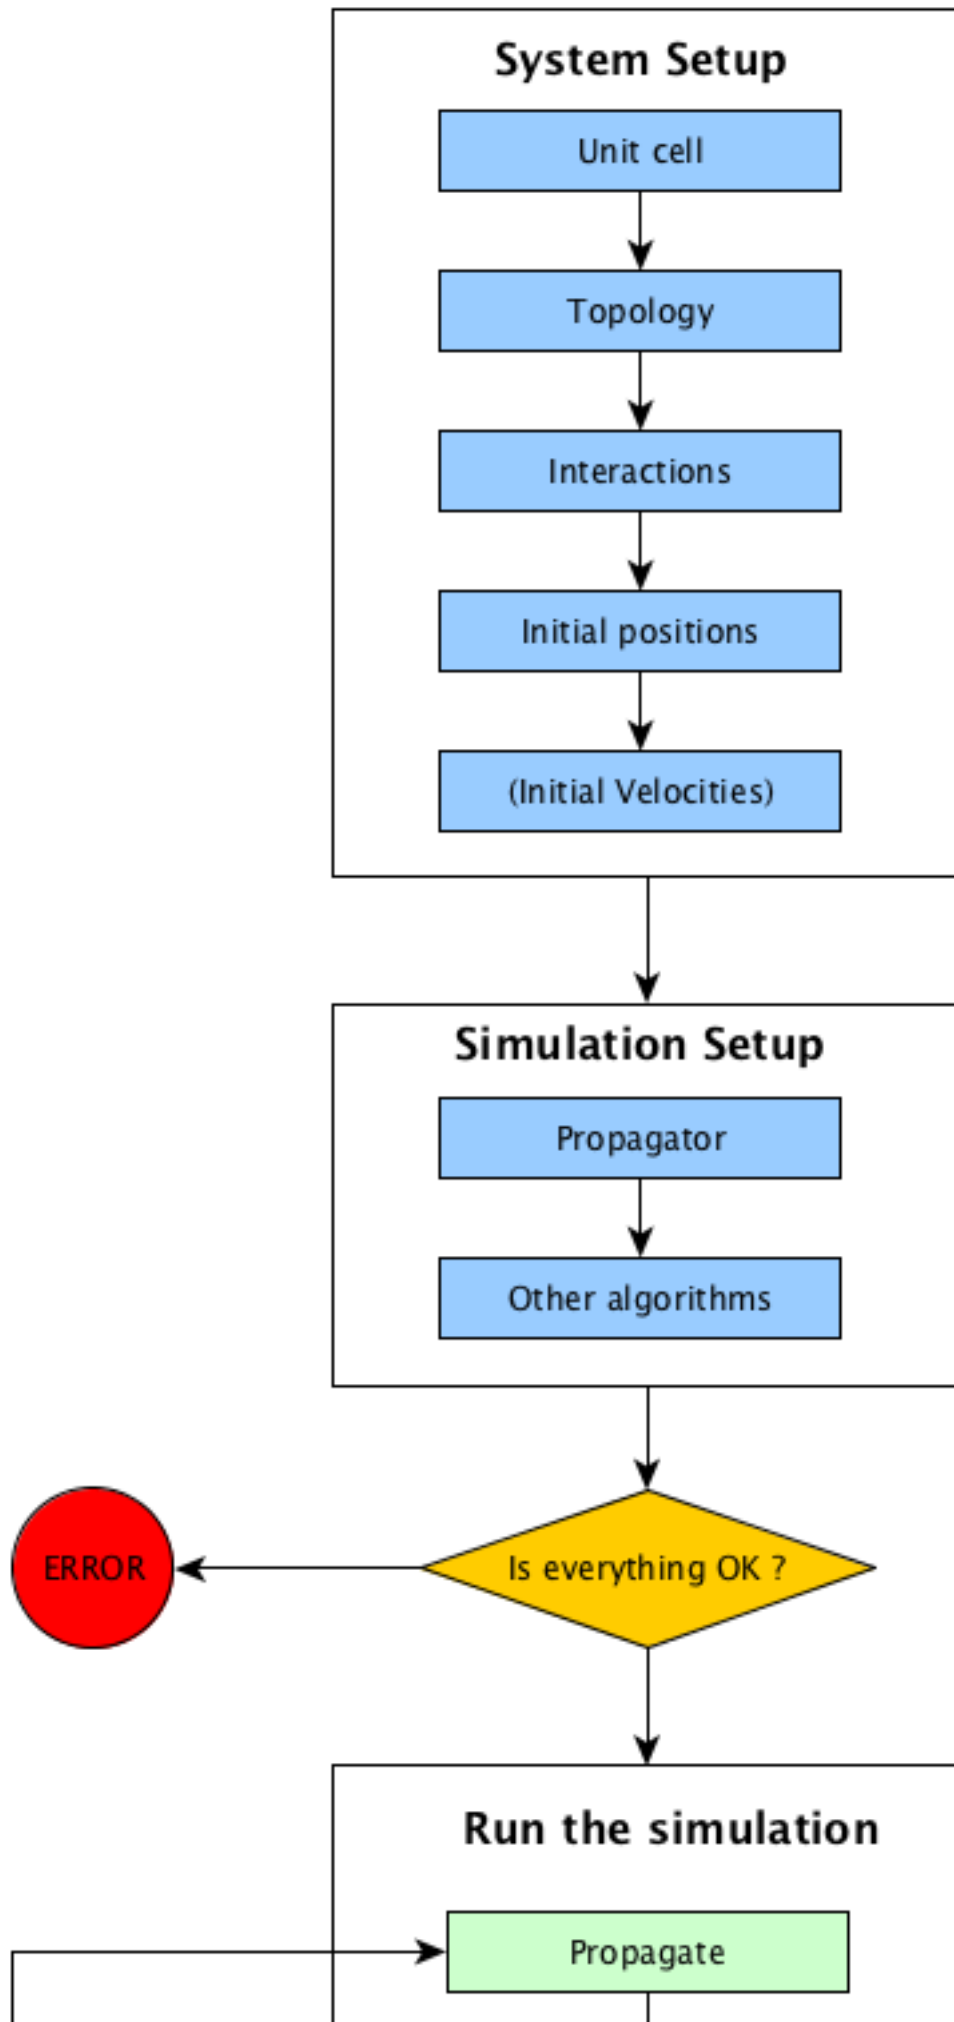 System Setup
Unit cell
Topology
Interactions
Initial positions
(Initial Velocities)
Simulation Setup
Propagator
Other algorithms
ERROR
Is everything OK ?
Run the simulation
Propagate